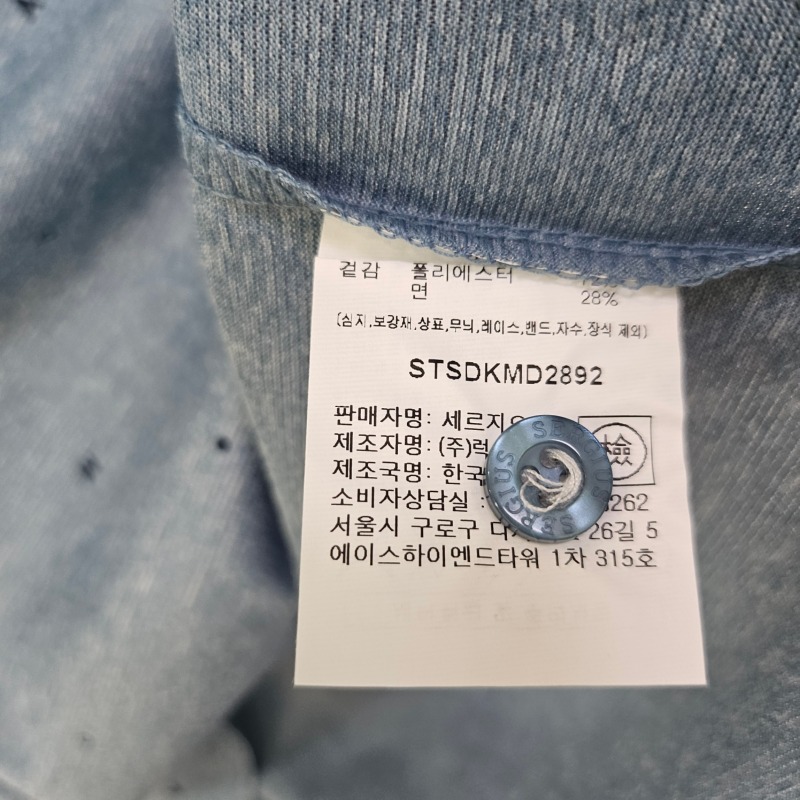 겉감 폴리에스터
면 28%
(심지,보강재,상표,무늬,레이스,밴드,자수,장식 제외)
STSDKMD2892
판매자명: 세르지오
제조자명: (주)럭
제조국명: 한국
소비자상담실 : 262
서울시 구로구 26길 5
에이스하이엔드타워 1차 315호
檢
SERGIUS SERGIUS